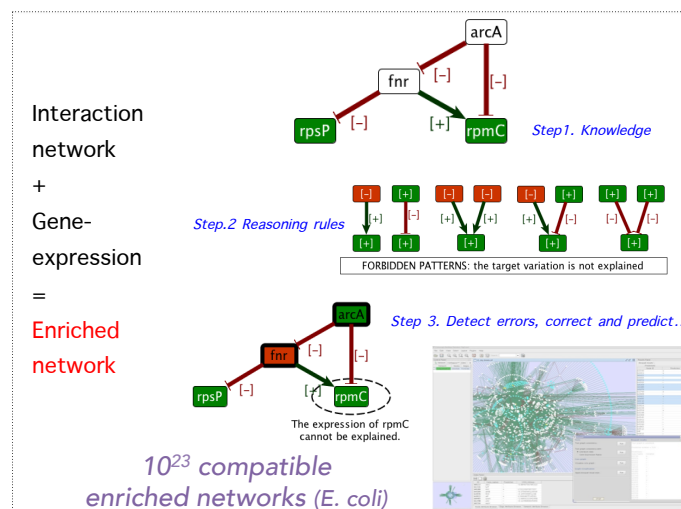 arcA
[-]
fnr
[-]
rpsP
[-]
[+]
rpmC
Step1. Knowledge
Interaction
network
+
Gene-
expression
=
Enriched
network
Step.2 Reasoning rules
[-] [+] [-] [-] [-] [+] [+] [+]
[+] [-] [+] [+] [+] [-] [-] [-]
[+] [+] [+] [+] [+]
FORBIDDEN PATTERNS: the target variation is not explained
Step 3. Detect errors, correct and predict..
arcA
[-]
fnr
[-]
rpsP
[-]
[+]
rpmC
The expression of rpmC
cannot be explained.
10²³ compatible
enriched networks (E. coli)